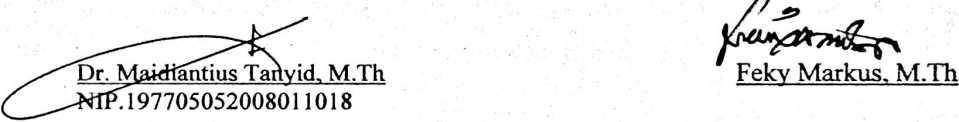 Dr. Maidiantius Tanyid, M.Th
NIP.197705052008011018
Feky Markus, M.Th